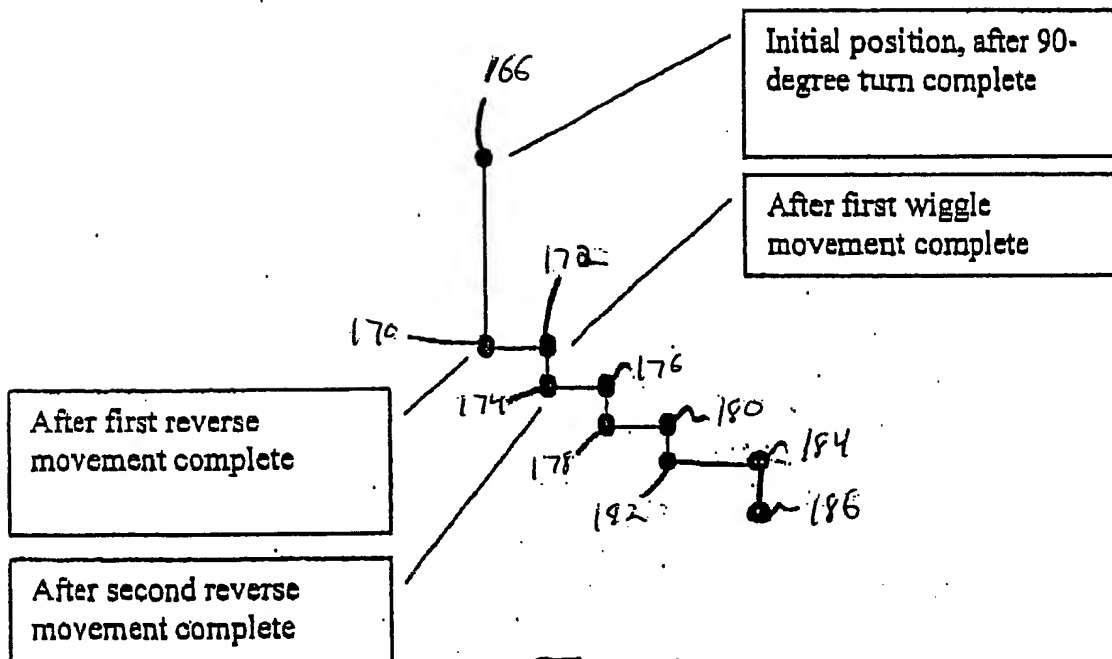 Initial position, after 90-
degree turn complete
166
After first wiggle
movement complete
172
170
176
174
180
After first reverse
movement complete
178
184
182
186
After second reverse
movement complete